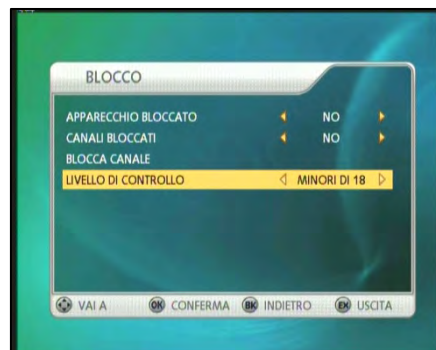 BLOCCO
APPARECCHIO BLOCCATO NO
CANALI BLOCCATI NO
BLOCCA CANALE
LIVELLO DI CONTROLLO MINORI DI 18
VAI A OK CONFERMA BK INDIETRO EX USCITA